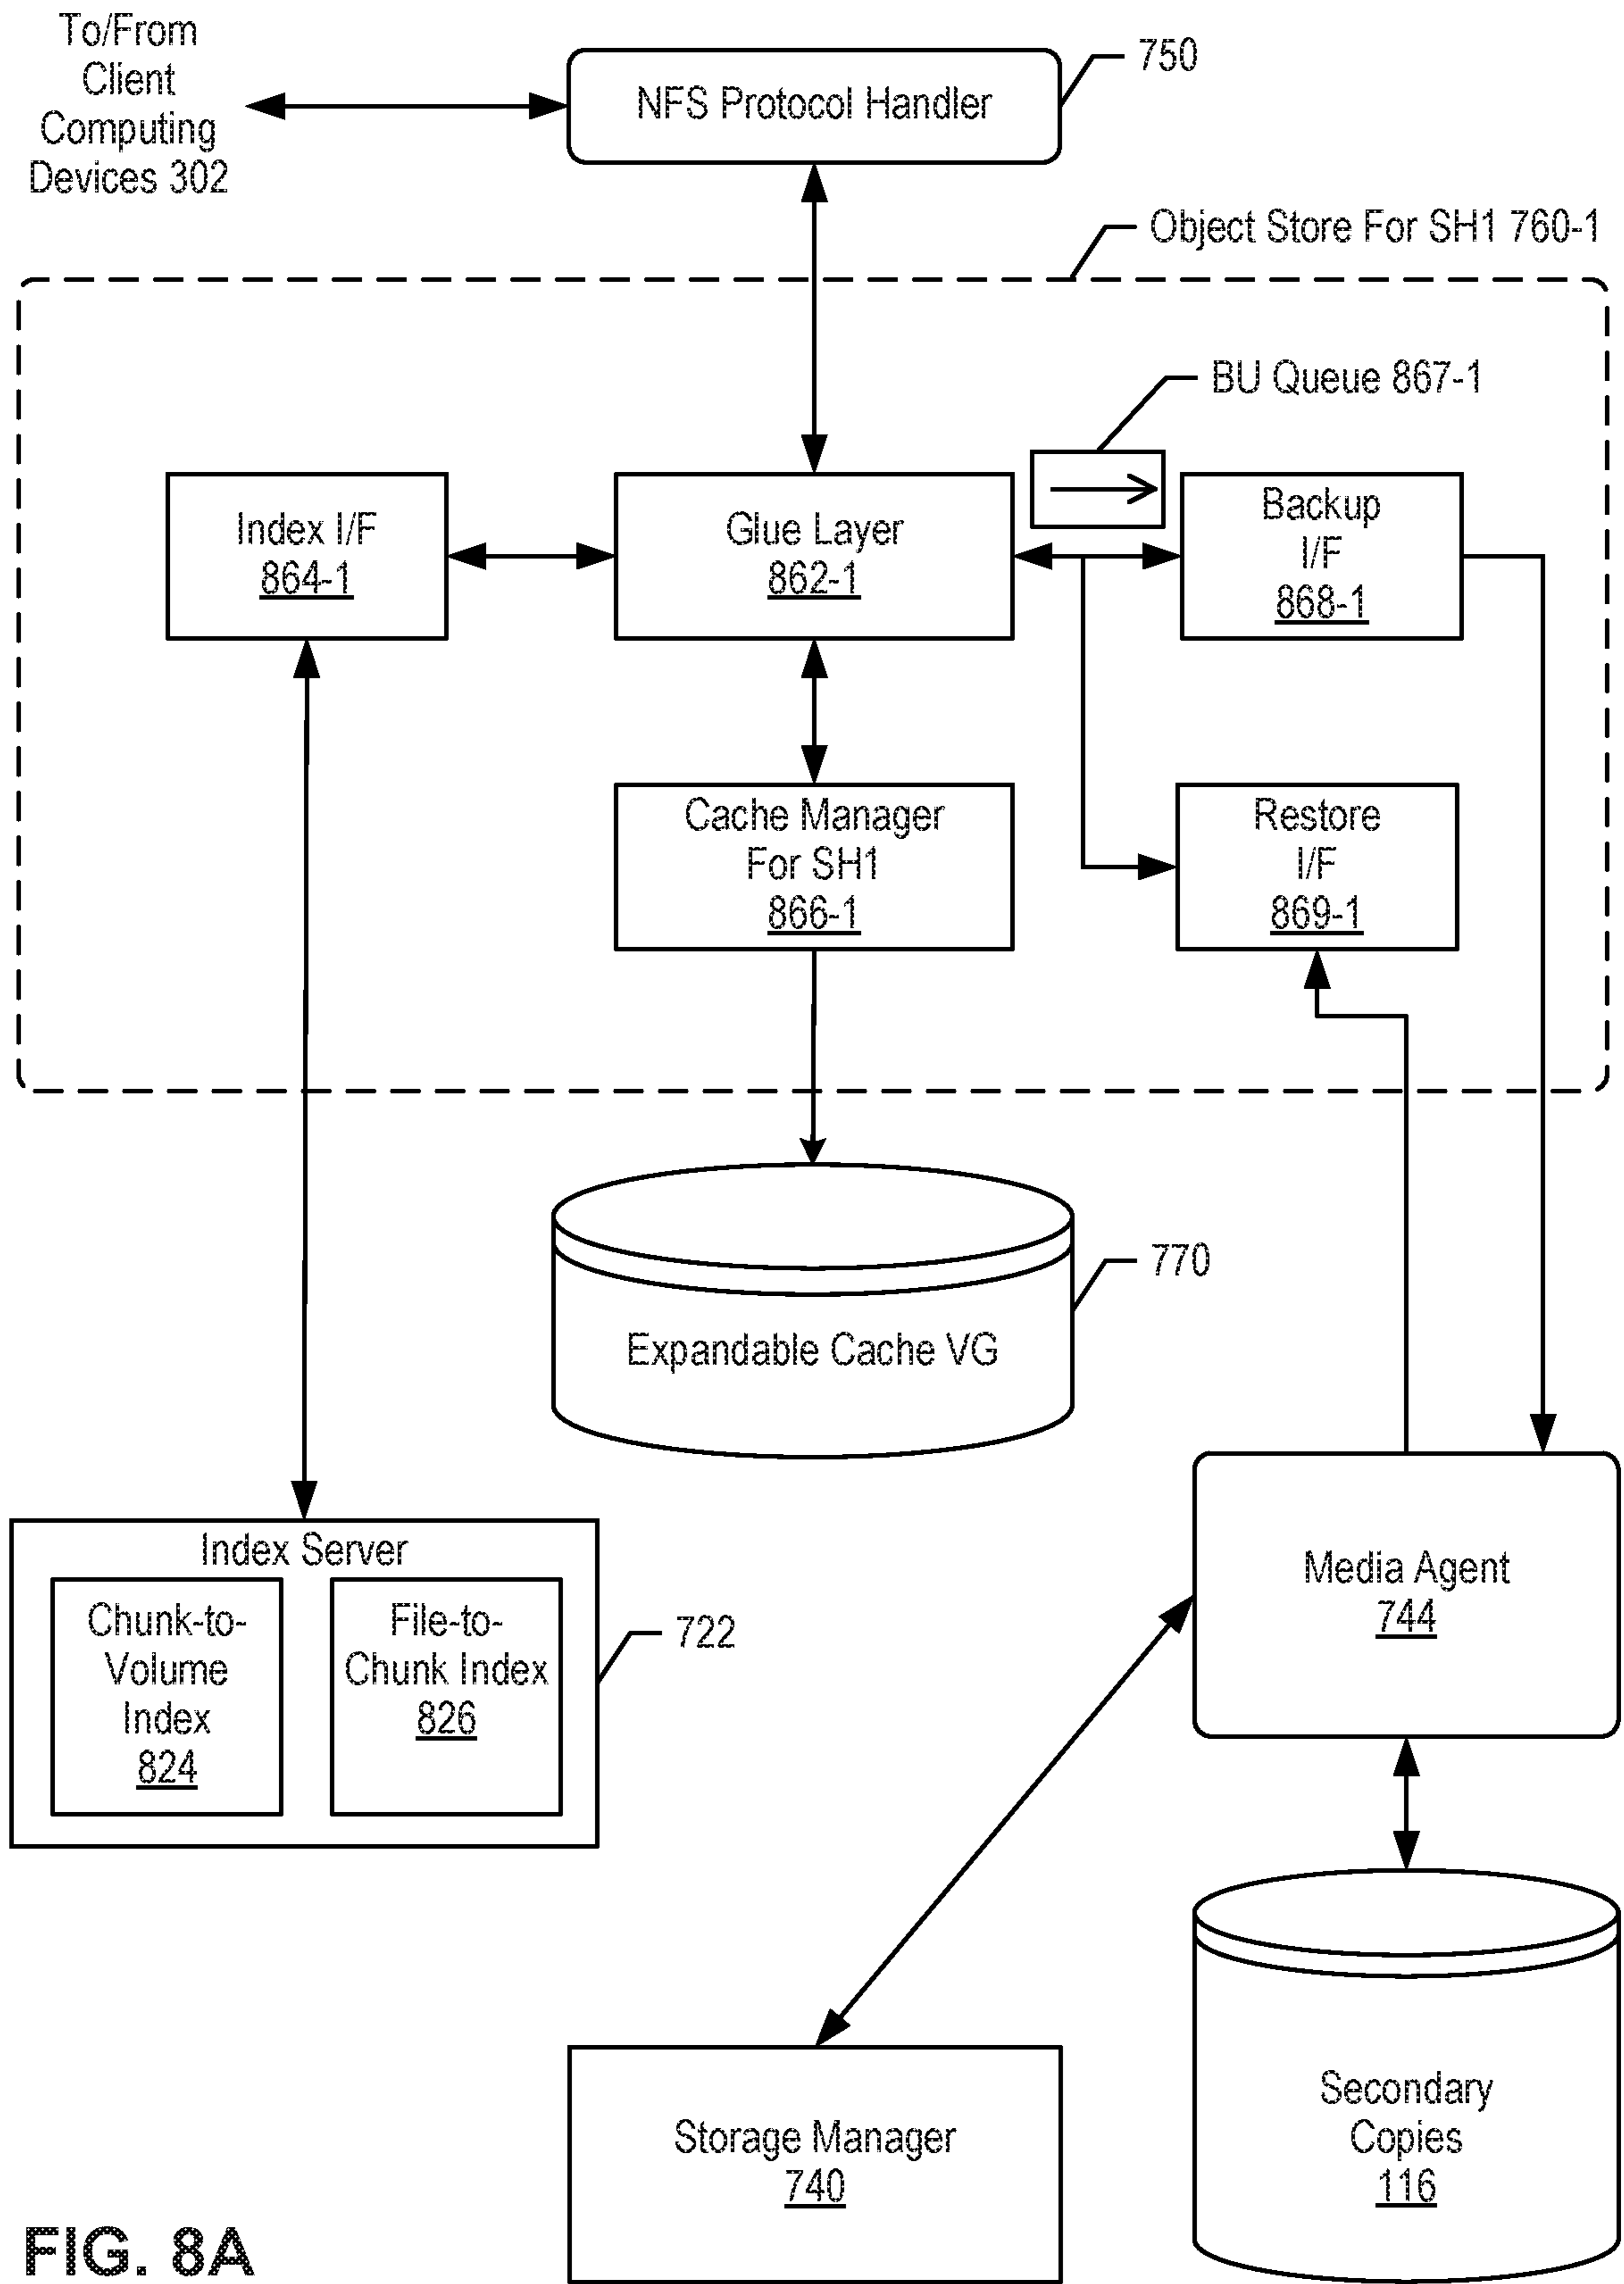 To/From
Client
Computing
Devices 302
NFS Protocol Handler
750
Object Store For SH1 760-1
BU Queue 867-1
Index I/F
864-1
Glue Layer
862-1
Backup
I/F
868-1
Cache Manager
For SH1
866-1
Restore
I/F
869-1
Expandable Cache VG
770
Index Server
Chunk-to-
Volume
Index
824
File-to-
Chunk Index
826
722
Media Agent
744
Storage Manager
740
Secondary
Copies
116
FIG. 8A